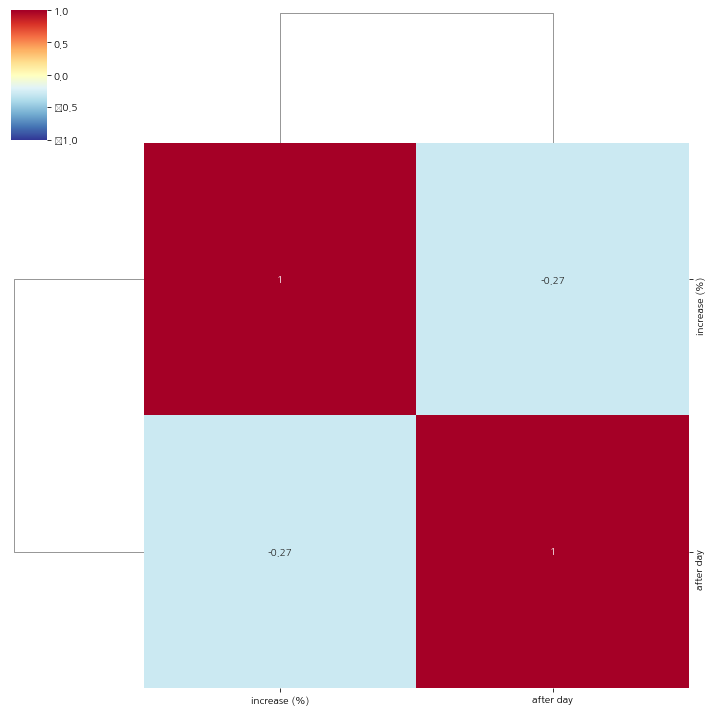 1.0
0.5
0.0
▯0.5
▯1.0
1
-0.27
increase (%)
-0.27
1
after day
increase (%)
after day